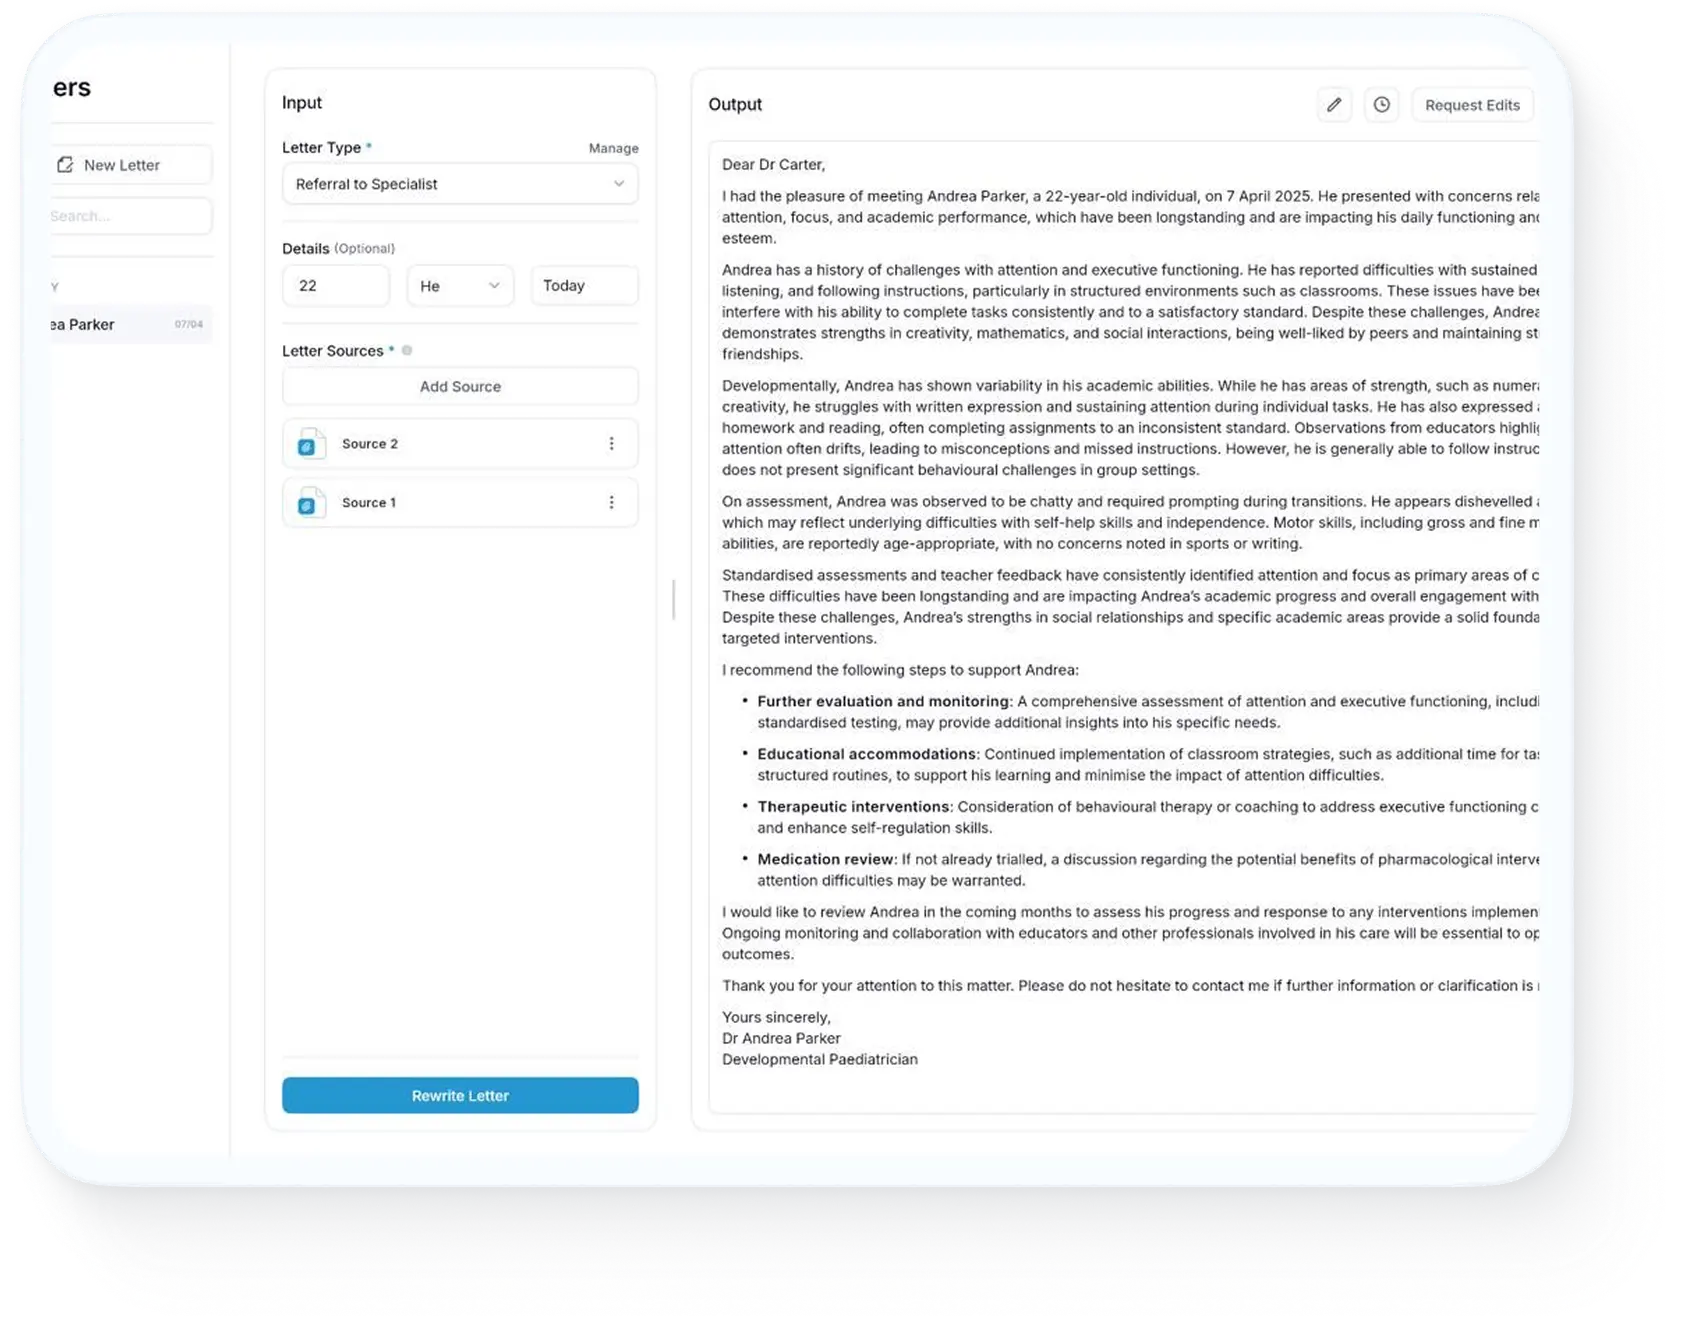 ers
New Letter
Search...
Y
ea Parker 07/04
Input
Letter Type * Manage
Referral to Specialist
Details (Optional)
22 He Today
Letter Sources *
Add Source
Source 2
Source 1
Rewrite Letter
Output Request Edits
Dear Dr Carter,
I had the pleasure of meeting Andrea Parker, a 22-year-old individual, on 7 April 2025. He presented with concerns rela
attention, focus, and academic performance, which have been longstanding and are impacting his daily functioning and
esteem.
Andrea has a history of challenges with attention and executive functioning. He has reported difficulties with sustained
listening, and following instructions, particularly in structured environments such as classrooms. These issues have bee
interfere with his ability to complete tasks consistently and to a satisfactory standard. Despite these challenges, Andrea
demonstrates strengths in creativity, mathematics, and social interactions, being well-liked by peers and maintaining st
friendships.
Developmentally, Andrea has shown variability in his academic abilities. While he has areas of strength, such as numera
creativity, he struggles with written expression and sustaining attention during individual tasks. He has also expressed
homework and reading, often completing assignments to an inconsistent standard. Observations from educators highlig
attention often drifts, leading to misconceptions and missed instructions. However, he is generally able to follow instruc
does not present significant behavioural challenges in group settings.
On assessment, Andrea was observed to be chatty and required prompting during transitions. He appears dishevelled
which may reflect underlying difficulties with self-help skills and independence. Motor skills, including gross and fine m
abilities, are reportedly age-appropriate, with no concerns noted in sports or writing.
Standardised assessments and teacher feedback have consistently identified attention and focus as primary areas of c
These difficulties have been longstanding and are impacting Andrea's academic progress and overall engagement with
Despite these challenges, Andrea's strengths in social relationships and specific academic areas provide a solid founda
targeted interventions.
I recommend the following steps to support Andrea:
• Further evaluation and monitoring: A comprehensive assessment of attention and executive functioning, includi
standardised testing, may provide additional insights into his specific needs.
• Educational accommodations: Continued implementation of classroom strategies, such as additional time for tas
structured routines, to support his learning and minimise the impact of attention difficulties.
• Therapeutic interventions: Consideration of behavioural therapy or coaching to address executive functioning c
and enhance self-regulation skills.
• Medication review: If not already trialled, a discussion regarding the potential benefits of pharmacological interve
attention difficulties may be warranted.
I would like to review Andrea in the coming months to assess his progress and response to any interventions implemen
Ongoing monitoring and collaboration with educators and other professionals involved in his care will be essential to op
outcomes.
Thank you for your attention to this matter. Please do not hesitate to contact me if further information or clarification is
Yours sincerely,
Dr Andrea Parker
Developmental Paediatrician